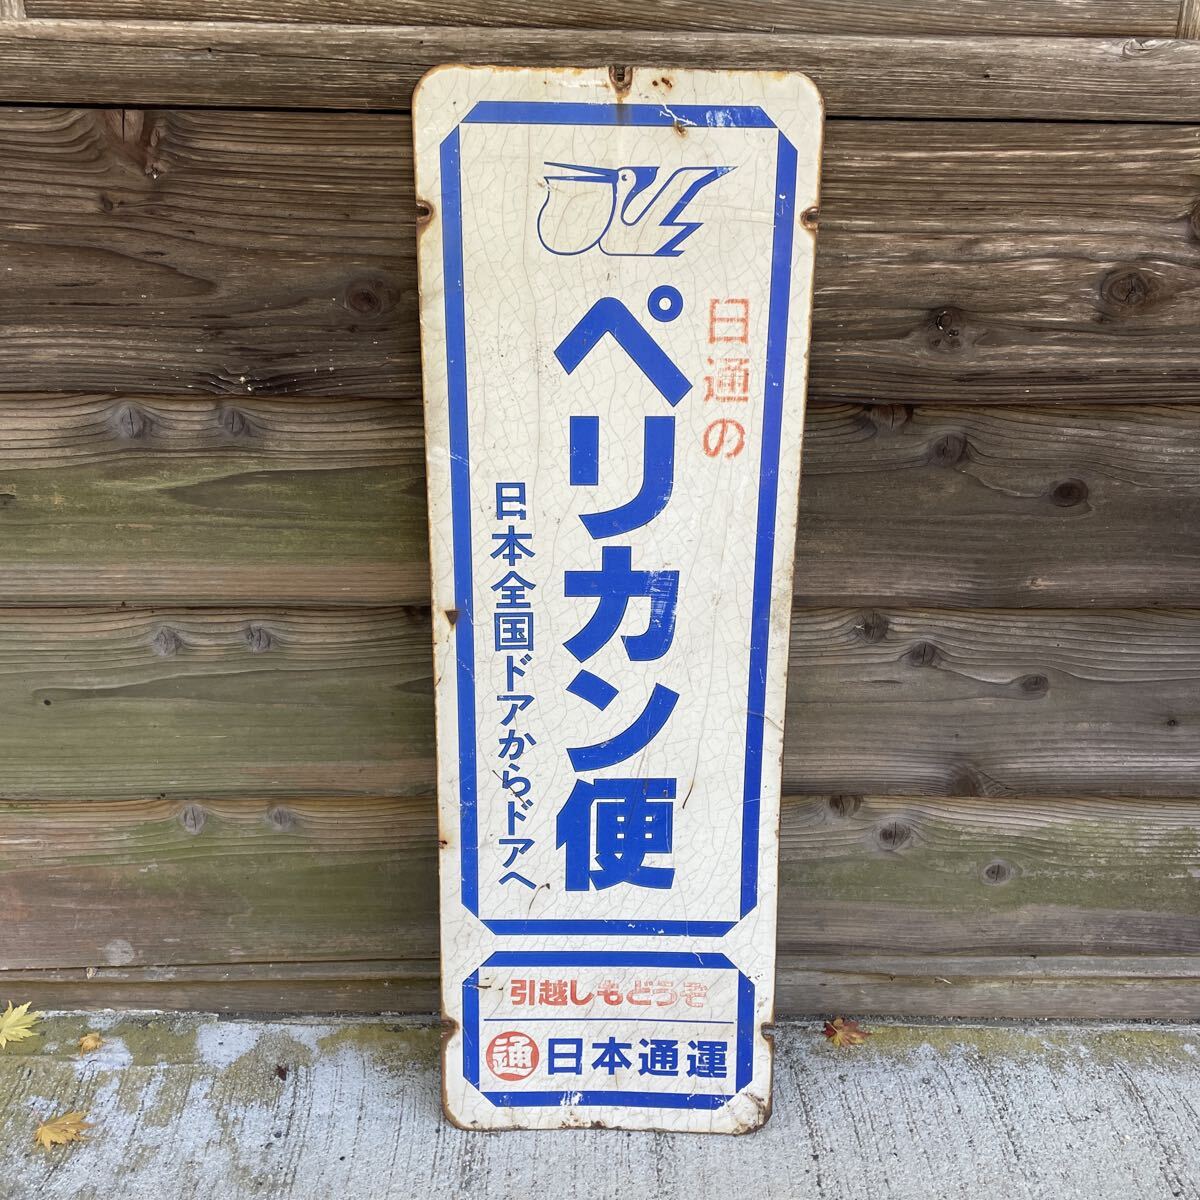 日通の
ペリカン便
日本全国ドアからドアへ
引越しもどうぞ
通 日本通運